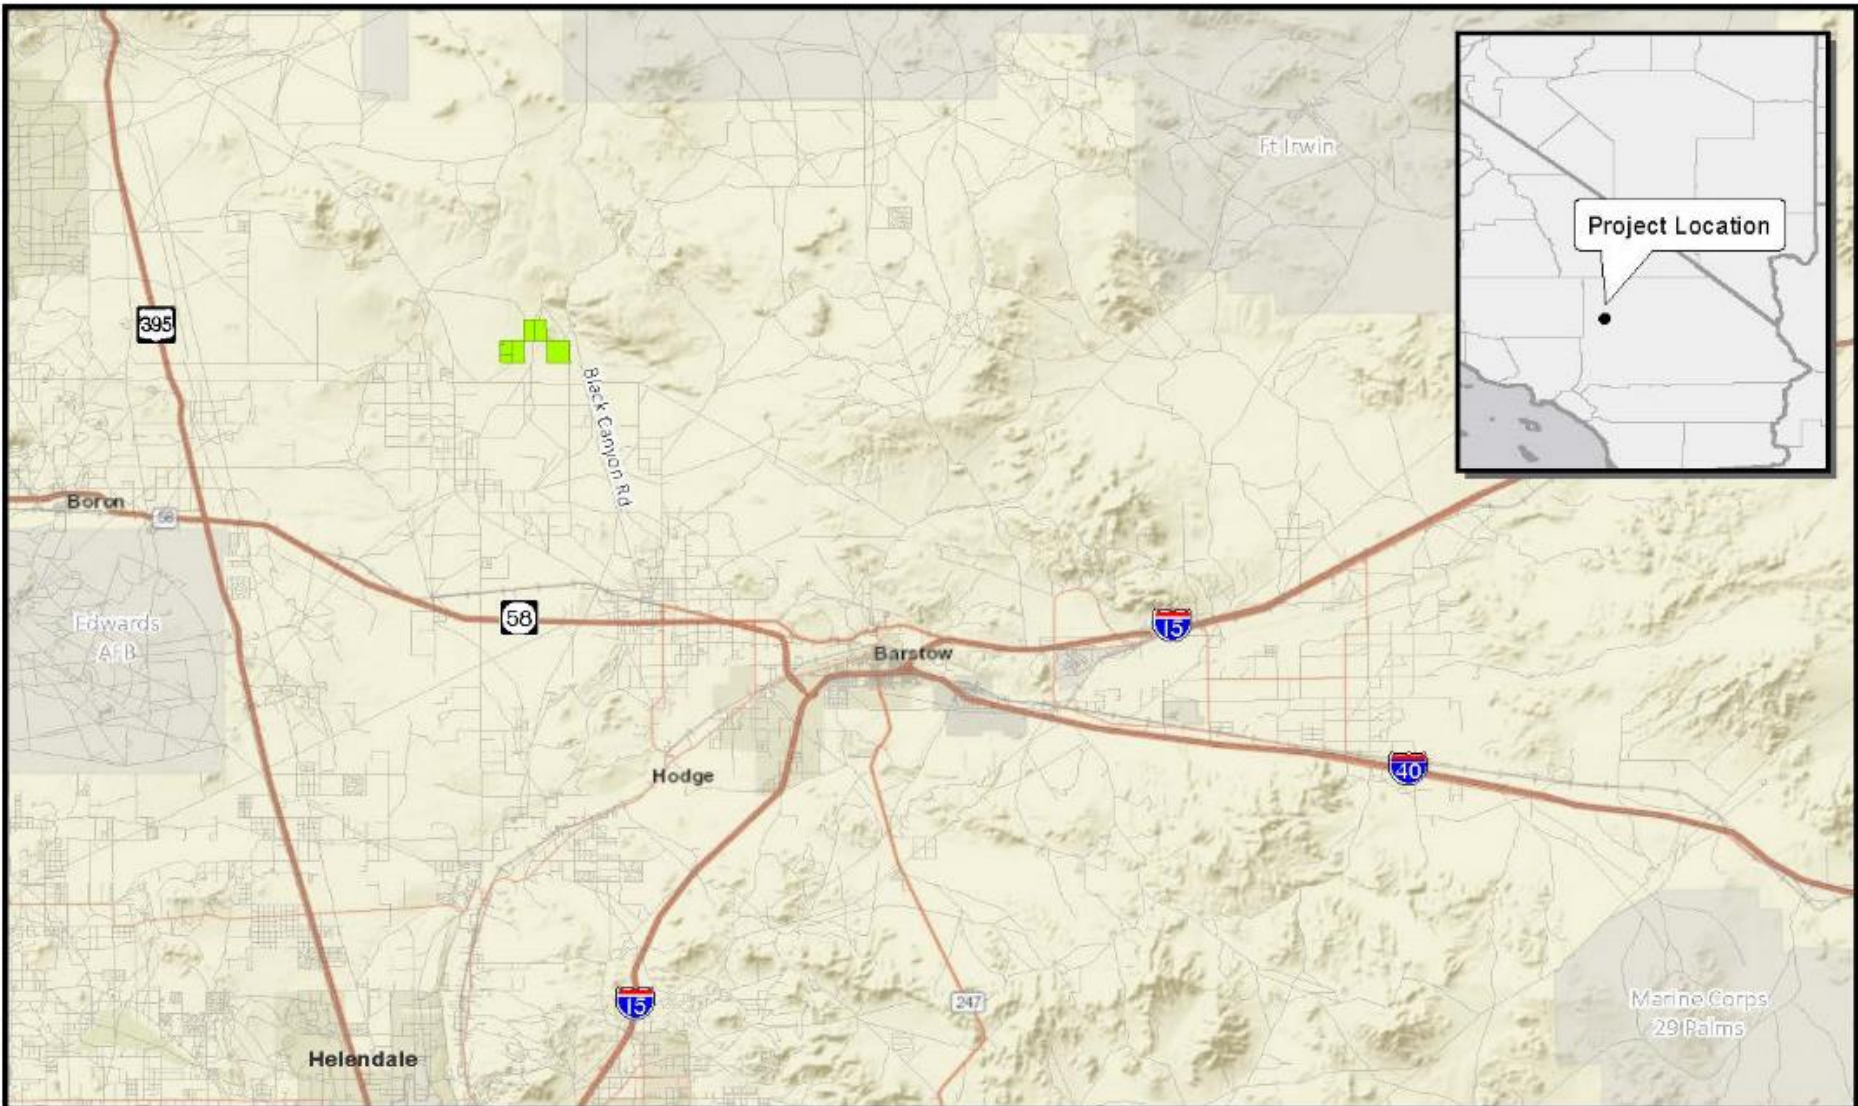 Ft Irwin
Project Location
395
Black Canyon Rd
Boron
58
Edwards
AFB
58
15
Barstow
Hodge
40
15
247
Marine Corps
29 Palms
Helendale